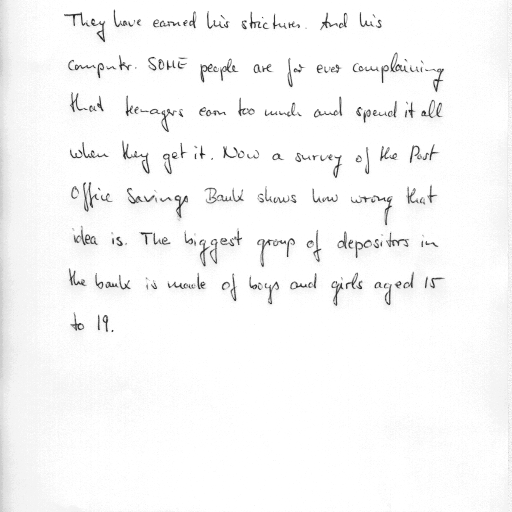 They have earned his strictures. And his
computer. SOME people are for ever complaining
that teenagers earn too much and spend it all
when they get it. Now a survey of the Post
Office Savings Bank shows how wrong that
idea is. The biggest group of depositors in
the bank is made of boys and girls aged 15
to 19.